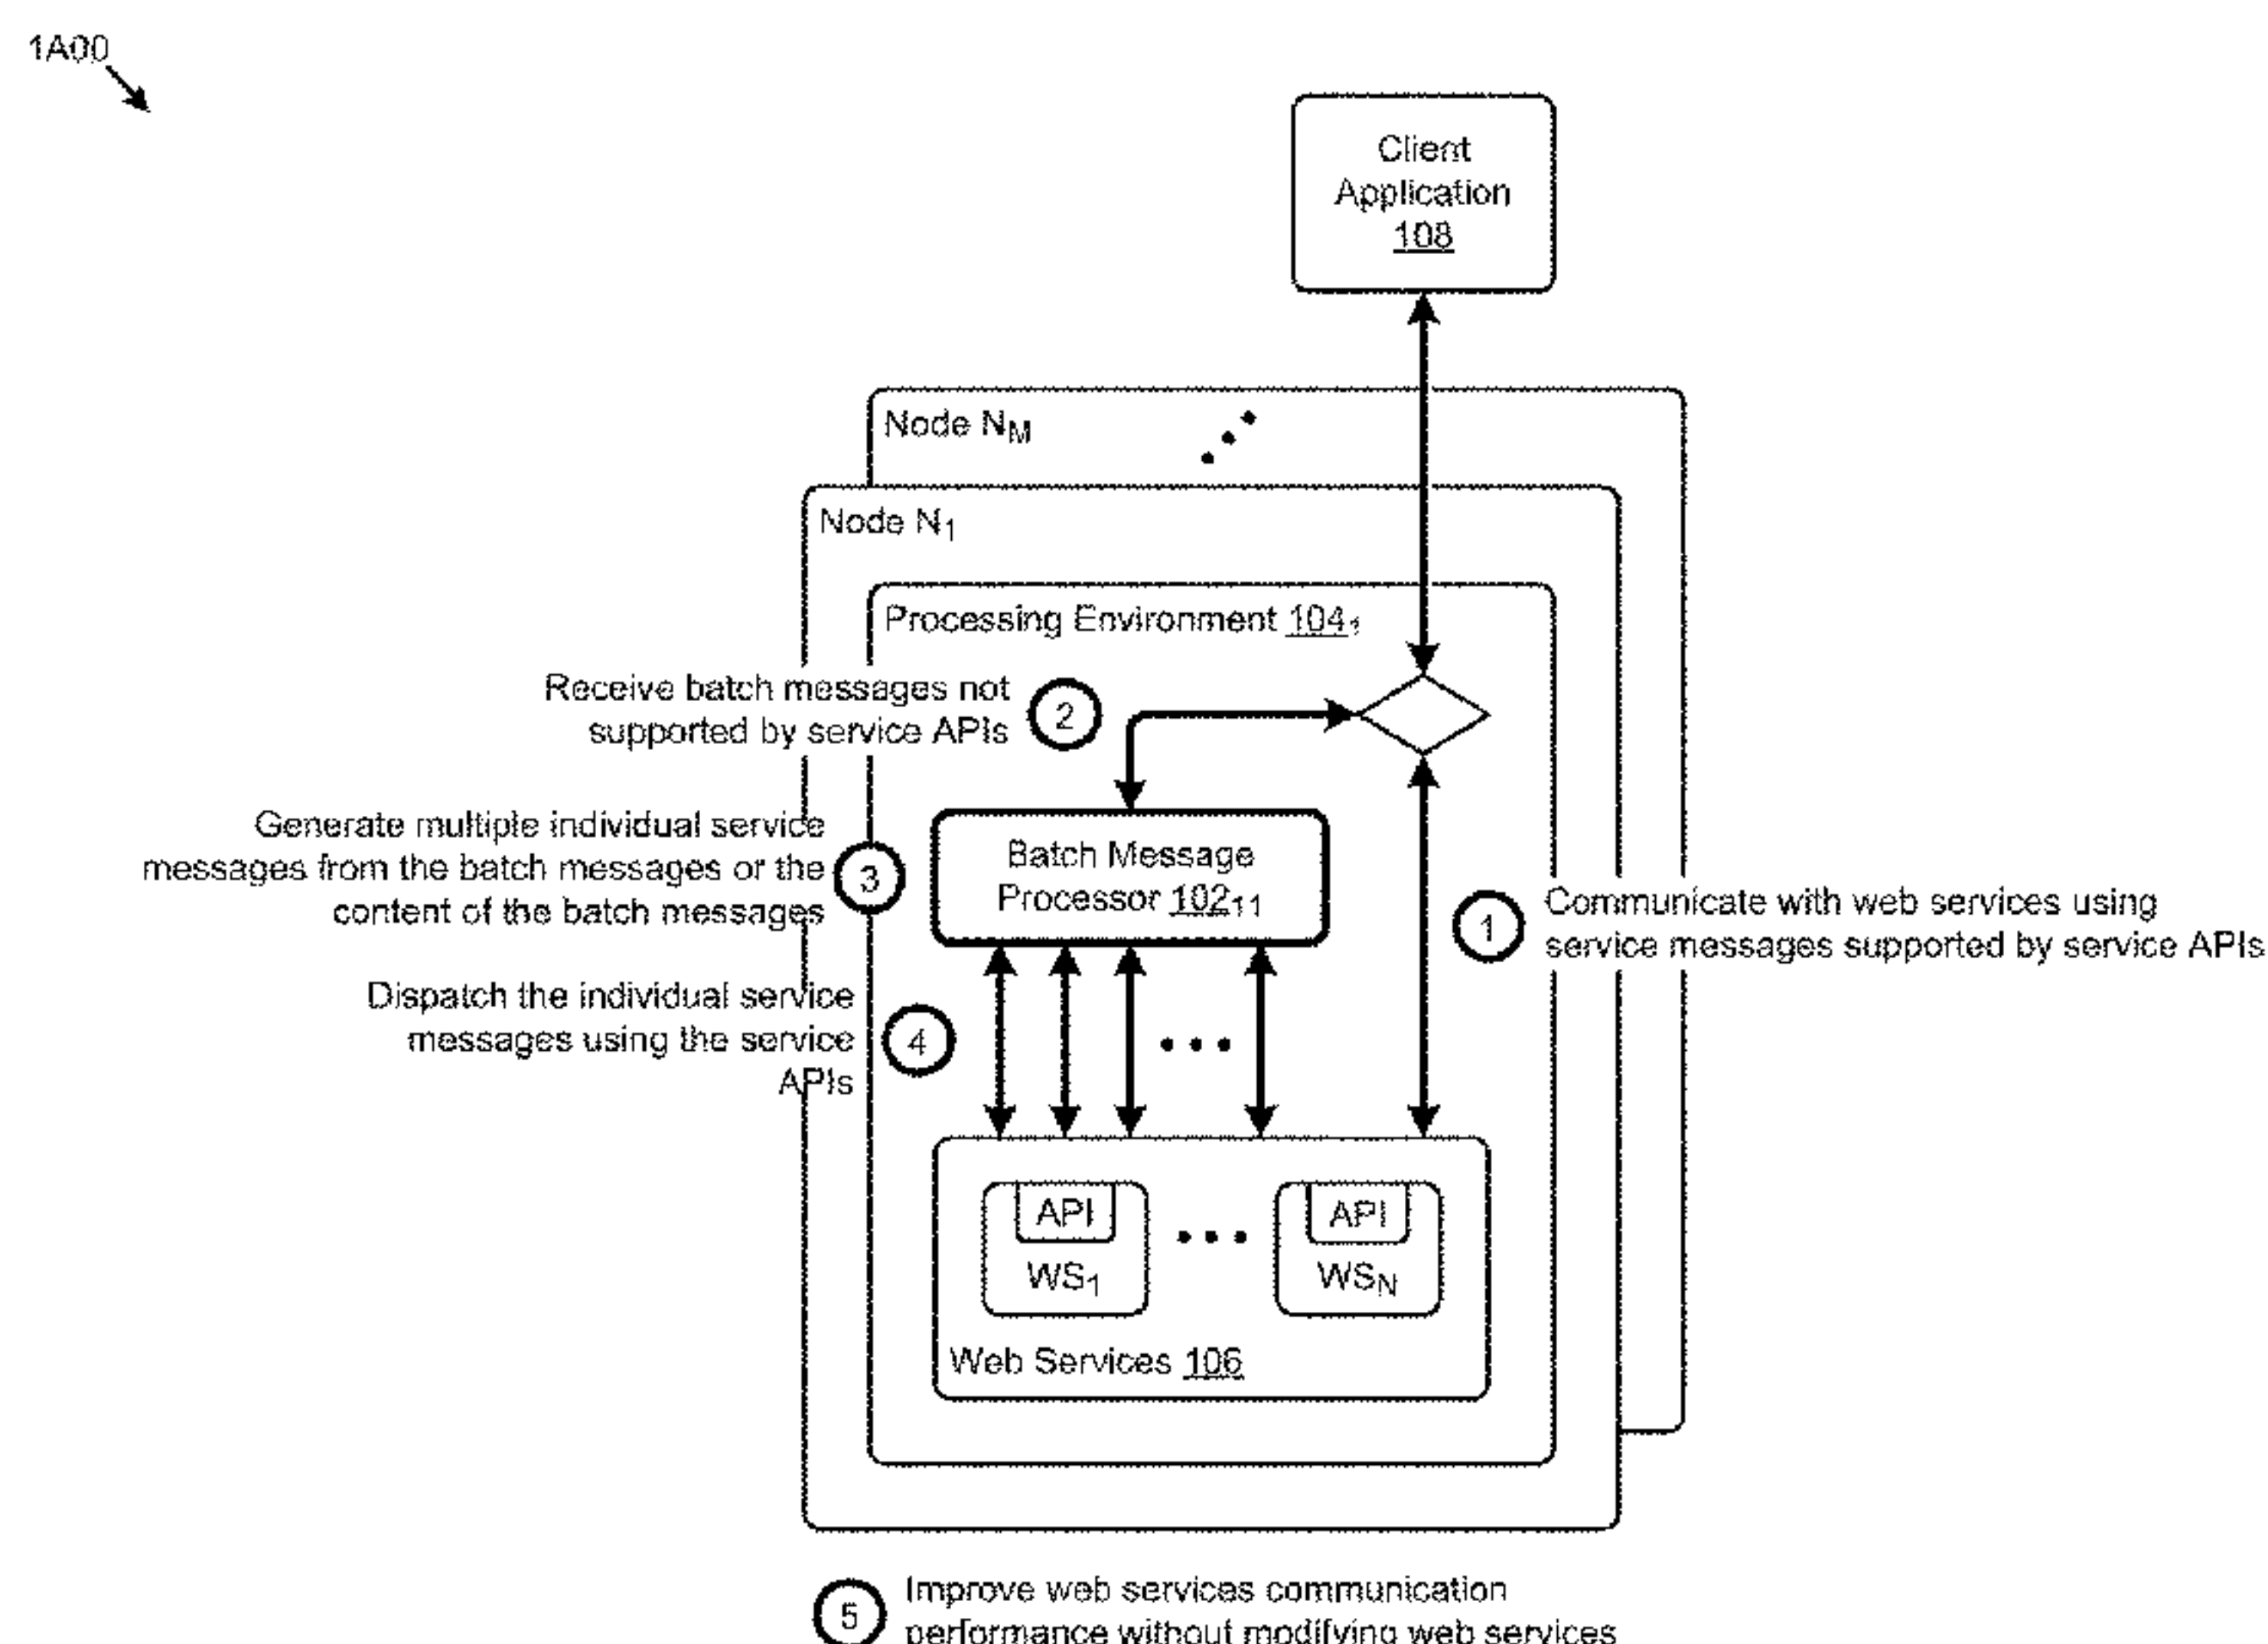 1A00
Client
Application
108
Node NM
Node N1
Processing Environment 1041
Receive batch messages not
supported by service APIs
2
Generate multiple individual service
messages from the batch messages or the
content of the batch messages
3
Batch Message
Processor 10211
1
Communicate with web services using
service messages supported by service APIs
Dispatch the individual service
messages using the service
APIs
4
API
WS1
API
WSN
Web Services 106
5
Improve web services communication
performance without modifying web services